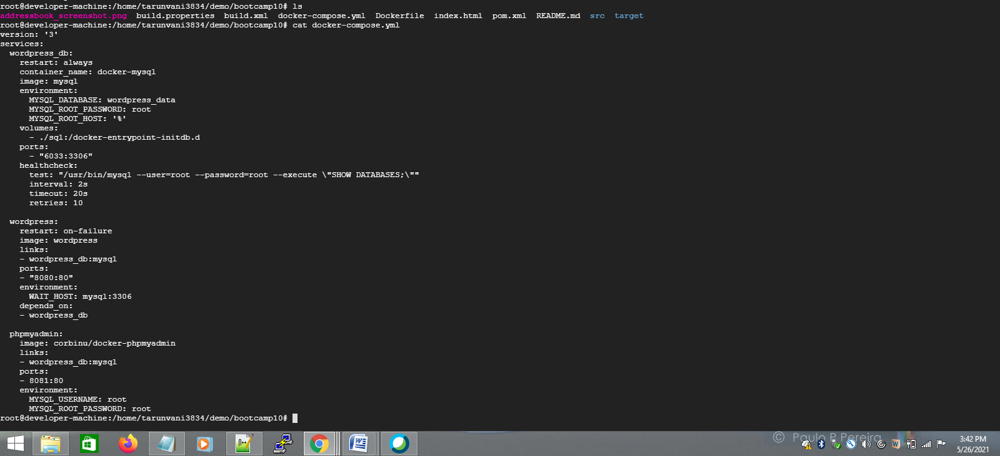 root@developer-machine:/home/tarunvani3834/demo/bootcamp10# ls
addressbook_screenshot.png  build.properties  build.xml  docker-compose.yml  Dockerfile  index.html  pom.xml  README.md  src  target
root@developer-machine:/home/tarunvani3834/demo/bootcamp10# cat docker-compose.yml
version: '3'
services:
  wordpress_db:
    restart: always
    container_name: docker-mysql
    image: mysql
    environment:
      MYSQL_DATABASE: wordpress_data
      MYSQL_ROOT_PASSWORD: root
      MYSQL_ROOT_HOST: '%'
    volumes:
      - ./sql:/docker-entrypoint-initdb.d
    ports:
      - "6033:3306"
    healthcheck:
      test: "/usr/bin/mysql --user=root --password=root --execute \"SHOW DATABASES;\""
      interval: 2s
      timeout: 20s
      retries: 10
  wordpress:
    restart: on-failure
    image: wordpress
    links:
    - wordpress_db:mysql
    ports:
    - "8080:80"
    environment:
      WAIT_HOST: mysql:3306
    depends_on:
    - wordpress_db
  phpmyadmin:
    image: corbinu/docker-phpmyadmin
    links:
    - wordpress_db:mysql
    ports:
    - 8081:80
    environment:
      MYSQL_USERNAME: root
      MYSQL_ROOT_PASSWORD: root
root@developer-machine:/home/tarunvani3834/demo/bootcamp10#
© Paulo P Pereira
3:42 PM
5/26/2021